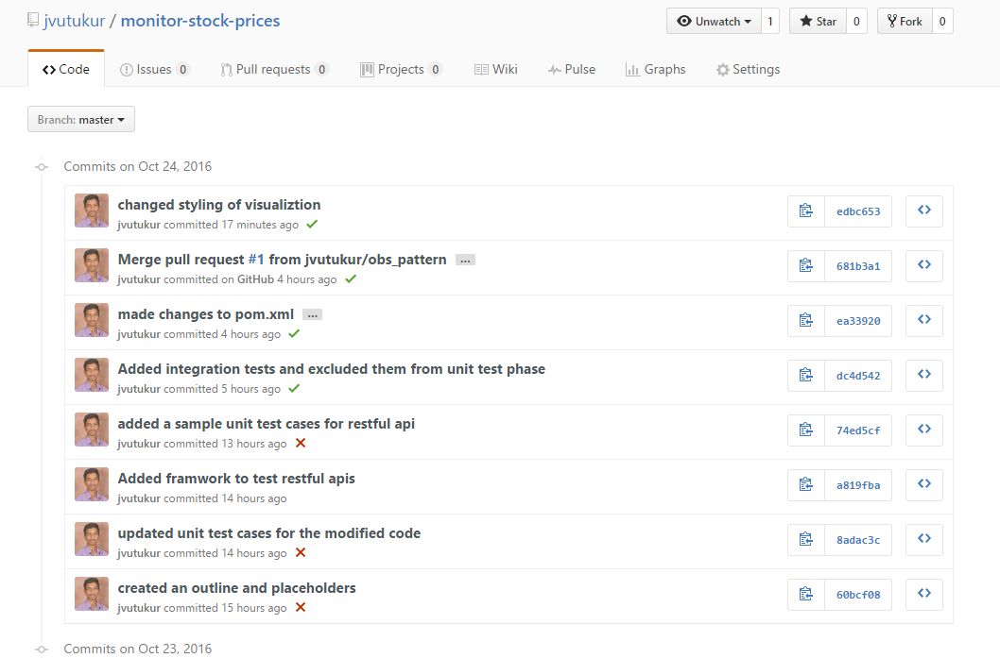 jvutukur / monitor-stock-prices
Unwatch 1 Star 0 Fork 0
Code Issues 0 Pull requests 0 Projects 0 Wiki Pulse Graphs Settings
Branch: master
Commits on Oct 24, 2016
changed styling of visualiztion
jvutukur committed 17 minutes ago
edbc653
Merge pull request #1 from jvutukur/obs_pattern ...
jvutukur committed on GitHub 4 hours ago
681b3a1
made changes to pom.xml ...
jvutukur committed 4 hours ago
ea33920
Added integration tests and excluded them from unit test phase
jvutukur committed 5 hours ago
dc4d542
added a sample unit test cases for restful api
jvutukur committed 13 hours ago
74ed5cf
Added framwork to test restful apis
jvutukur committed 14 hours ago
a819fba
updated unit test cases for the modified code
jvutukur committed 14 hours ago
8adac3c
created an outline and placeholders
jvutukur committed 15 hours ago
60bcf08
Commits on Oct 23, 2016